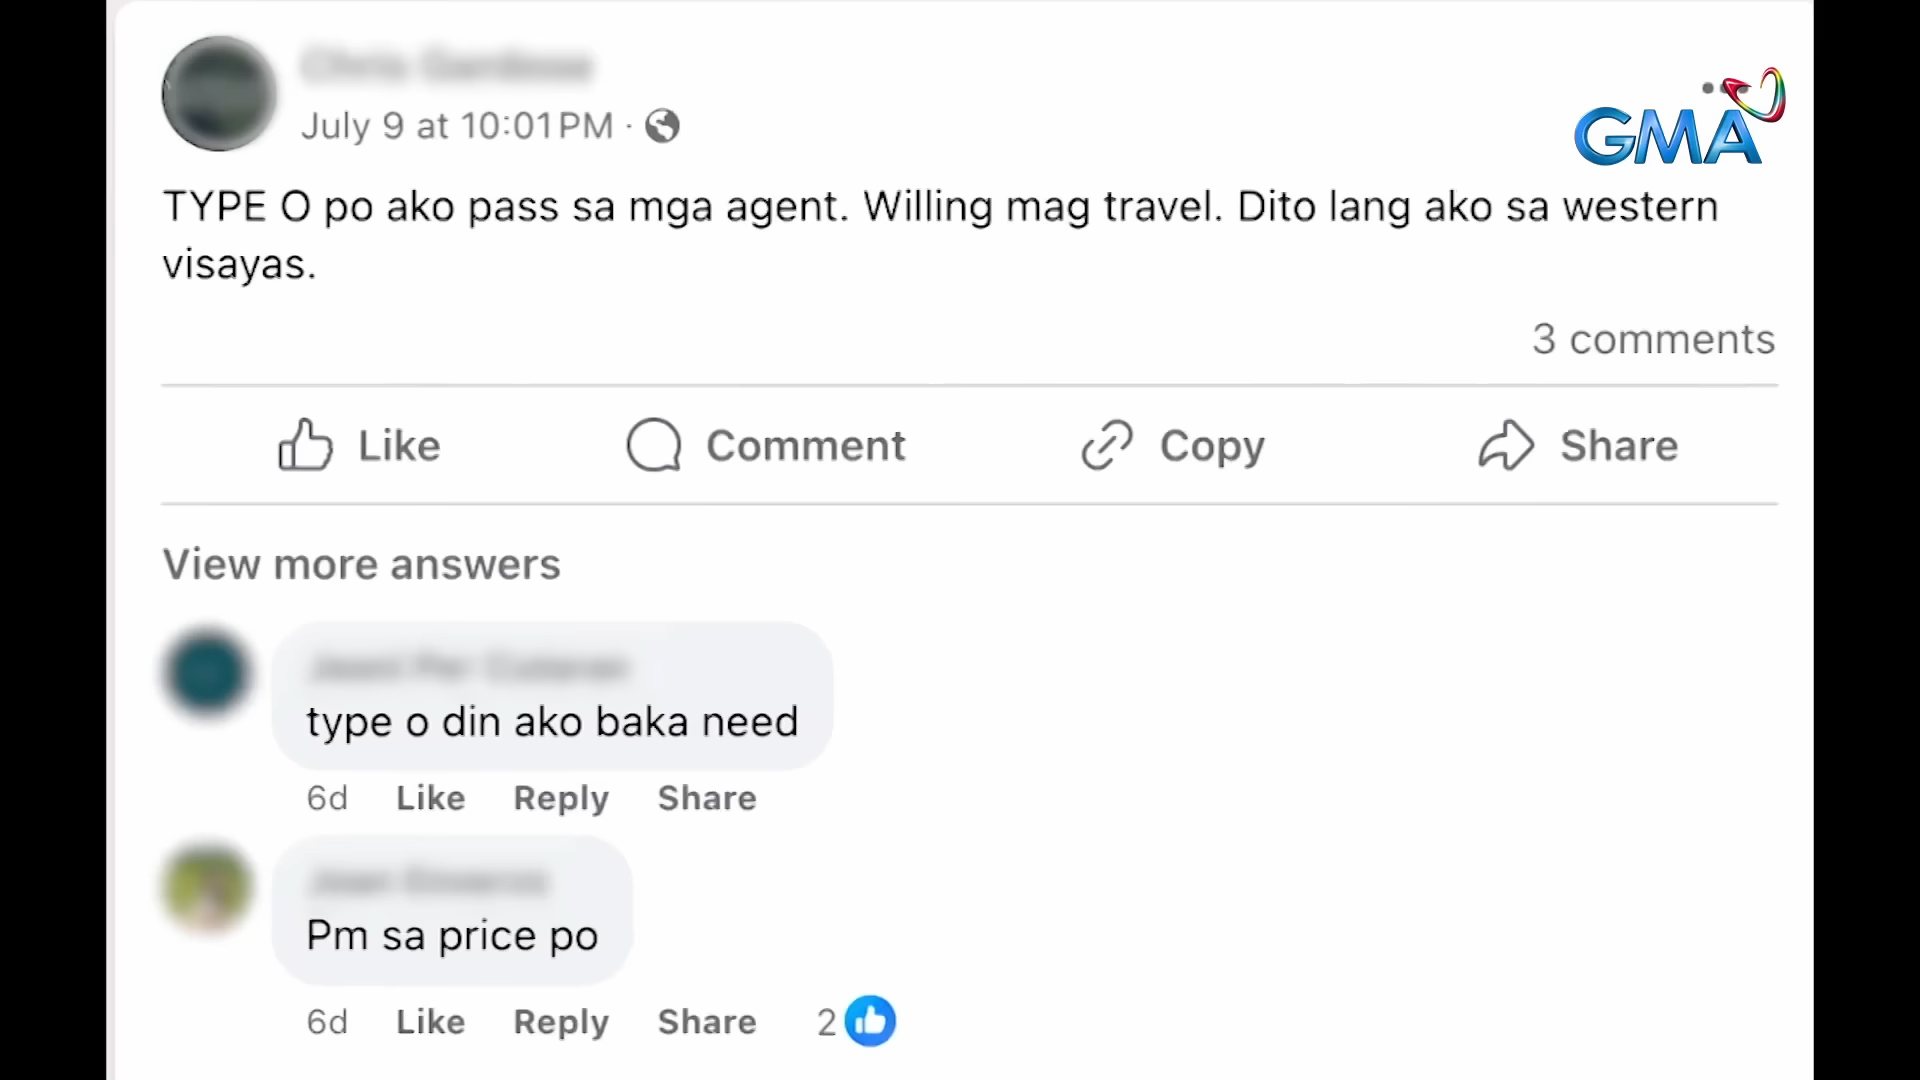 July 9 at 10:01 PM ·
GMA
TYPE O po ako pass sa mga agent. Willing mag travel. Dito lang ako sa western
visayas.
3 comments
Like Comment Copy Share
View more answers
type o din ako baka need
6d Like Reply Share
Pm sa price po
6d Like Reply Share 2